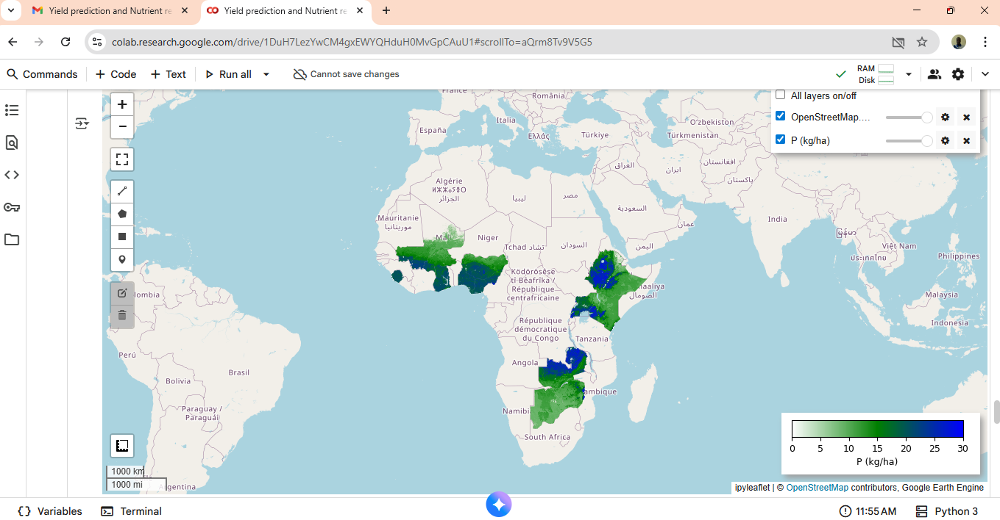 Yield prediction and Nutrient re
Yield prediction and Nutrient re
colab.research.google.com/drive/1DuH7LezYwCM4gxEWYQHduH0MvGpCAuU1#scrollTo=aQrm8Tv9V5G5
Commands
+ Code
+ Text
Run all
Cannot save changes
RAM
Disk
All layers on/off
OpenStreetMap....
P (kg/ha)
France
România
Italia
España
Ελλάς
Türkiye
O'zbekiston
Türkmenistan
افغانستان
العراق
ایران
پاکستان
Algérie
ⵍⵣⵣⴰⵢⴻⵔ
الجزائر
ليبيا
مصر
السعودية
عمان
India
Mauritanie
موريتانيا
Mali
Niger
Tchad تشاد
السودان
اليمن
Việt Nam
ประเทศไทย
Philippines
Ködörösêse
tî Bêafrîka /
République
centrafricaine
maaliya
الصومال
Malaysia
Indonesia
lombia
République
démocratique
du Congo
Tanzania
Perú
Angola
Brasil
Bolivia
ambique
Paraguay /
Paraguái
Namibi
South Africa
0 5 10 15 20 25 30
P (kg/ha)
1000 km
1000 mi
Argentina
ipyleaflet | © OpenStreetMap contributors, Google Earth Engine
{} Variables
Terminal
11:55 AM
Python 3